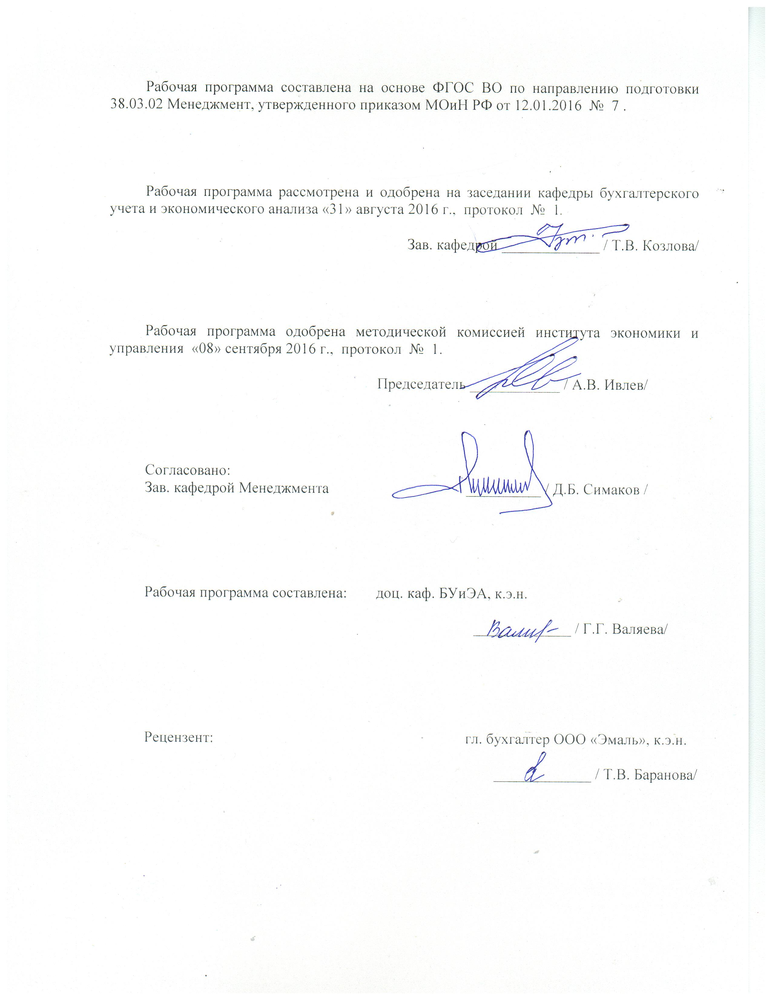 Рабочая программа составлена на основе ФГОС ВО по направлению подготовки
38.03.02 Менеджмент, утвержденного приказом МОиН РФ от 12.01.2016 № 7 .
Рабочая программа рассмотрена и одобрена на заседании кафедры бухгалтерского
учета и экономического анализа «31» августа 2016 г., протокол № 1.
Зав. кафедрой ____________ / Т.В. Козлова/
Рабочая программа одобрена методической комиссией института экономики и
управления «08» сентября 2016 г., протокол № 1.
Председатель ____________ / А.В. Ивлев/
Согласовано:
Зав. кафедрой Менеджмента __________ / Д.Б. Симаков /
Рабочая программа составлена: доц. каф. БУиЭА, к.э.н.
____________ / Г.Г. Валяева/
Рецензент: гл. бухгалтер ООО «Эмаль», к.э.н.
____________ / Т.В. Баранова/